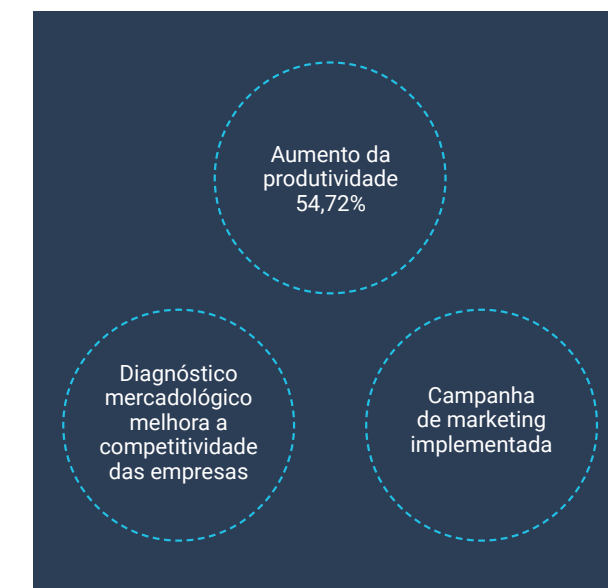 Aumento da
produtividade
54,72%
Diagnóstico
mercadológico
melhora a
competitividade
das empresas
Campanha
de marketing
implementada